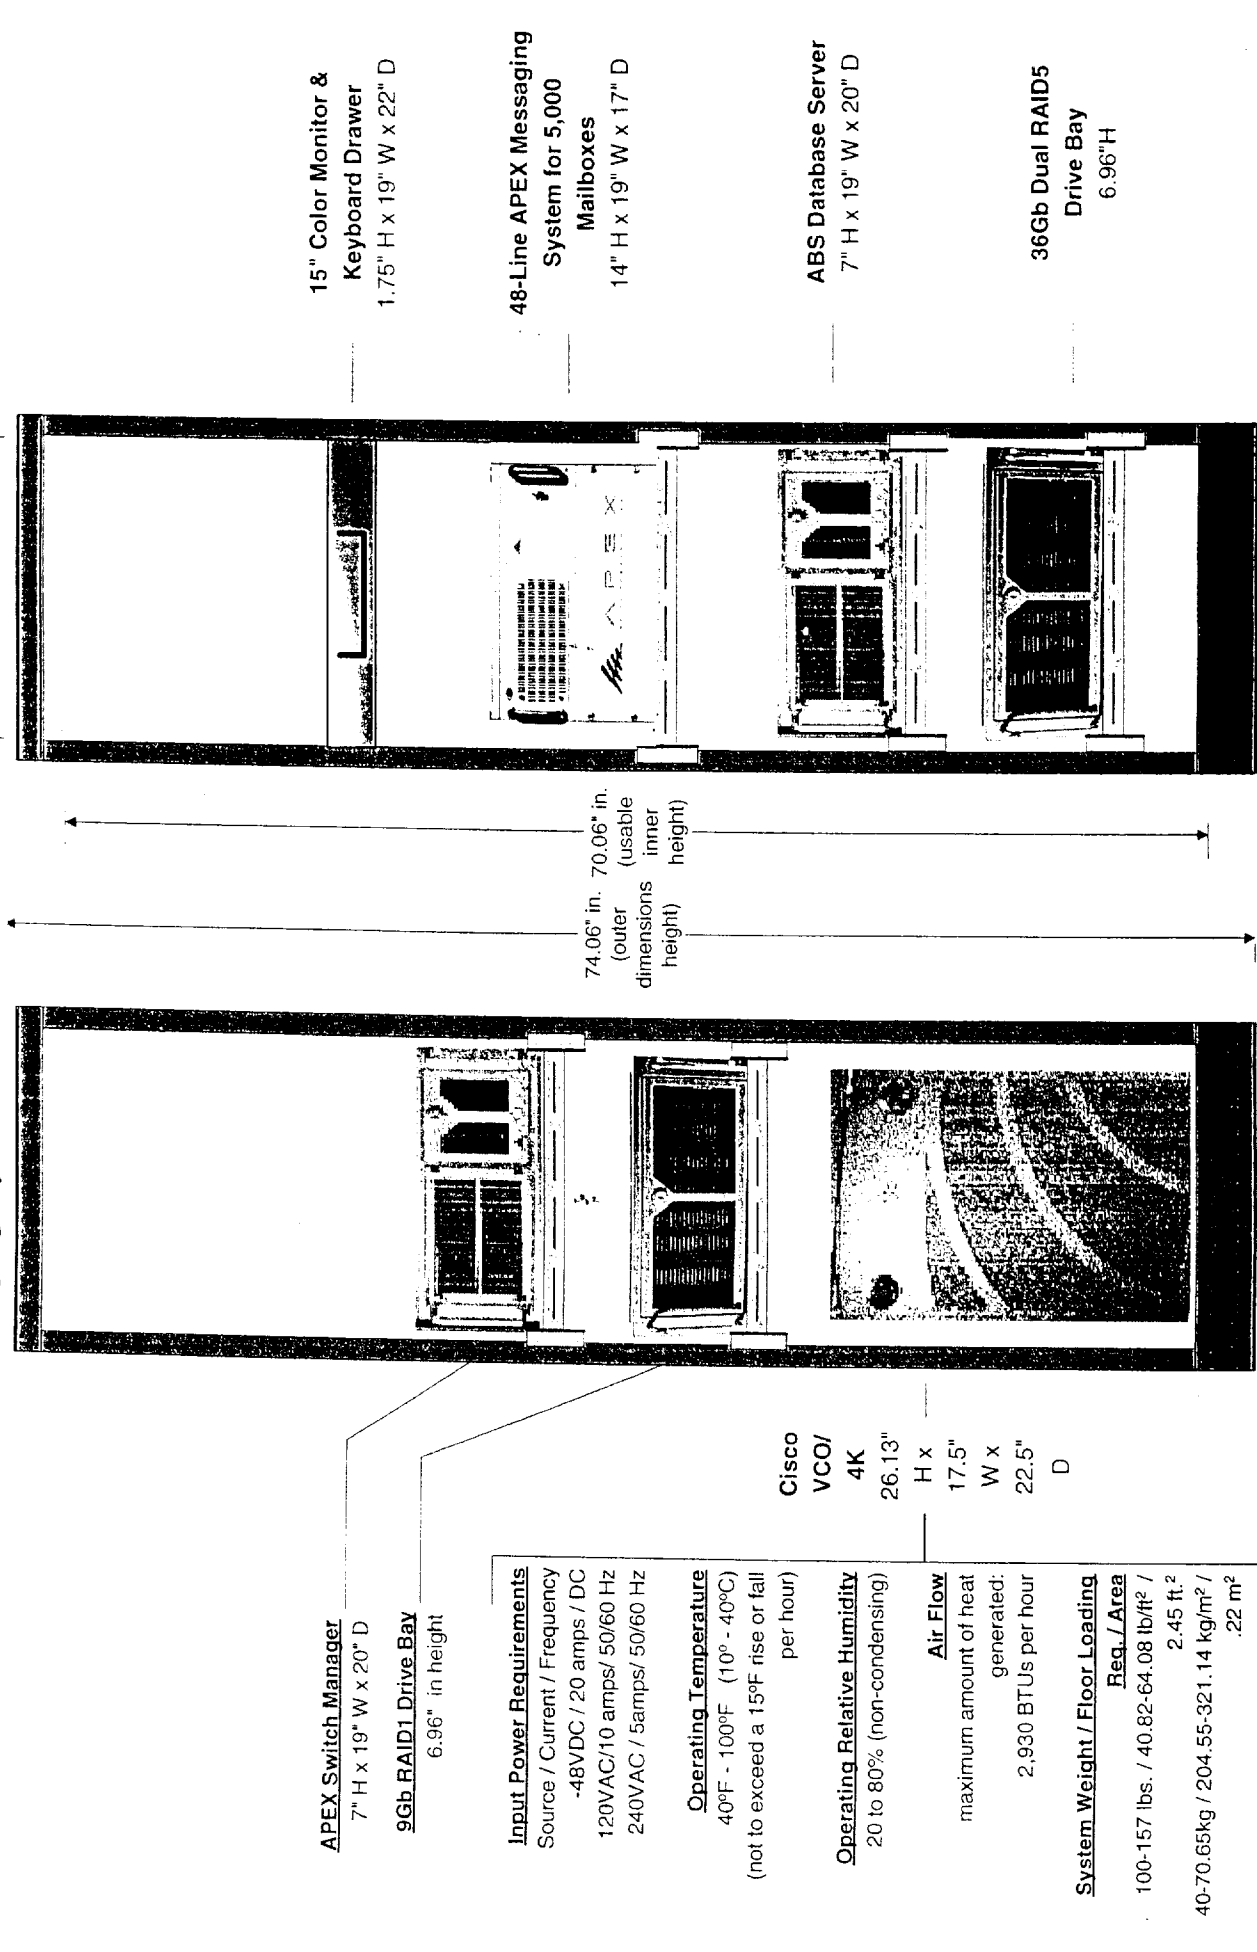 15" Color Monitor &
Keyboard Drawer
1.75" H x 19" W x 22" D
48-Line APEX Messaging
System for 5,000
Mailboxes
14" H x 19" W x 17" D
ABS Database Server
7" H x 19" W x 20" D
36Gb Dual RAID5
Drive Bay
6.96"H
APEX
70.06" in.
(usable
inner
height)
74.06" in.
(outer
dimensions
height)
APEX Switch Manager
7" H x 19" W x 20" D
9Gb RAID1 Drive Bay
6.96" in height
Cisco
VCO/
4K
26.13"
H x
17.5"
W x
22.5"
D
Input Power Requirements
Source / Current / Frequency
-48VDC / 20 amps / DC
120VAC/10 amps/ 50/60 Hz
240VAC / 5amps/ 50/60 Hz
Operating Temperature
40ºF - 100ºF (10º - 40ºC)
(not to exceed a 15ºF rise or fall
per hour)
Operating Relative Humidity
20 to 80% (non-condensing)
Air Flow
maximum amount of heat
generated:
2,930 BTUs per hour
System Weight / Floor Loading
Req. / Area
100-157 lbs. / 40.82-64.08 lb/ft² /
2.45 ft.²
40-70.65kg / 204.55-321.14 kg/m² /
.22 m²